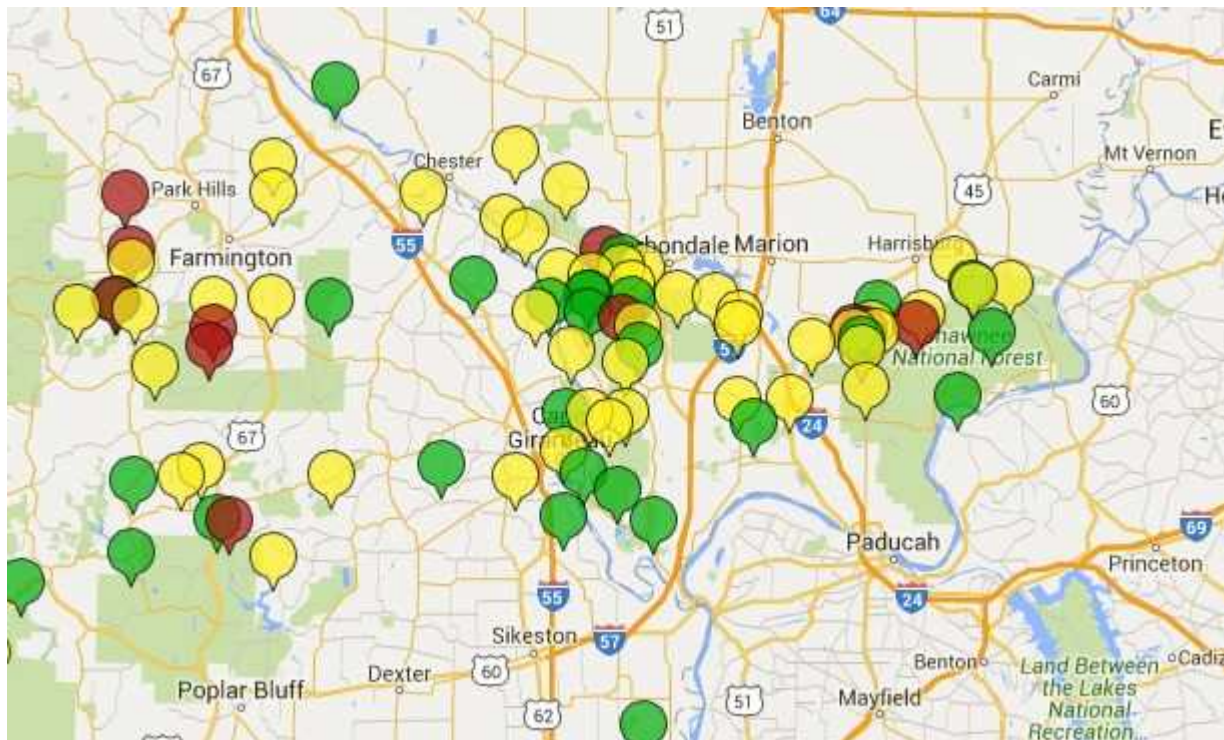 64
51
67
Carmi
Benton
E
Mt Vernon
Chester
45
Park Hills
55
bondale
Marion
Harrisburg
Farmington
Shawnee
National Forest
60
24
67
Girardeau
69
Paducah
Princeton
55
24
Sikeston
57
60
Benton
Cadiz
Dexter
Land Between
the Lakes
National
Recreation...
Poplar Bluff
62
51
Mayfield